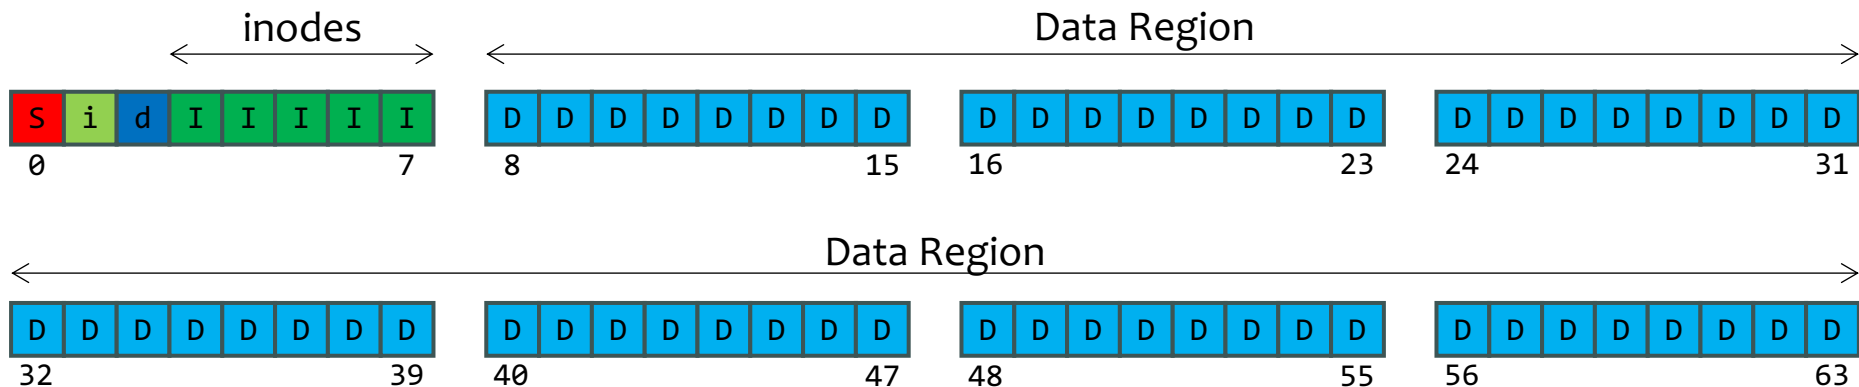 inodes Data Region
S i d I I I I I D D D D D D D D D D D D D D D D D D D D D D D D
0 7 8 15 16 23 24 31
Data Region
D D D D D D D D D D D D D D D D D D D D D D D D D D D D D D D D
32 39 40 47 48 55 56 63